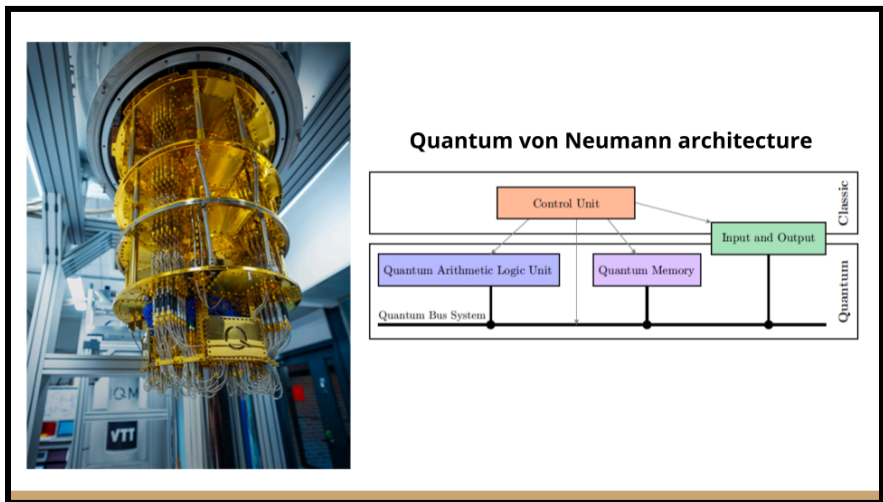 Quantum von Neumann architecture
Classic
Control Unit
Input and Output
Quantum Arithmetic Logic Unit
Quantum Memory
Quantum
Quantum Bus System
IQM
VTT